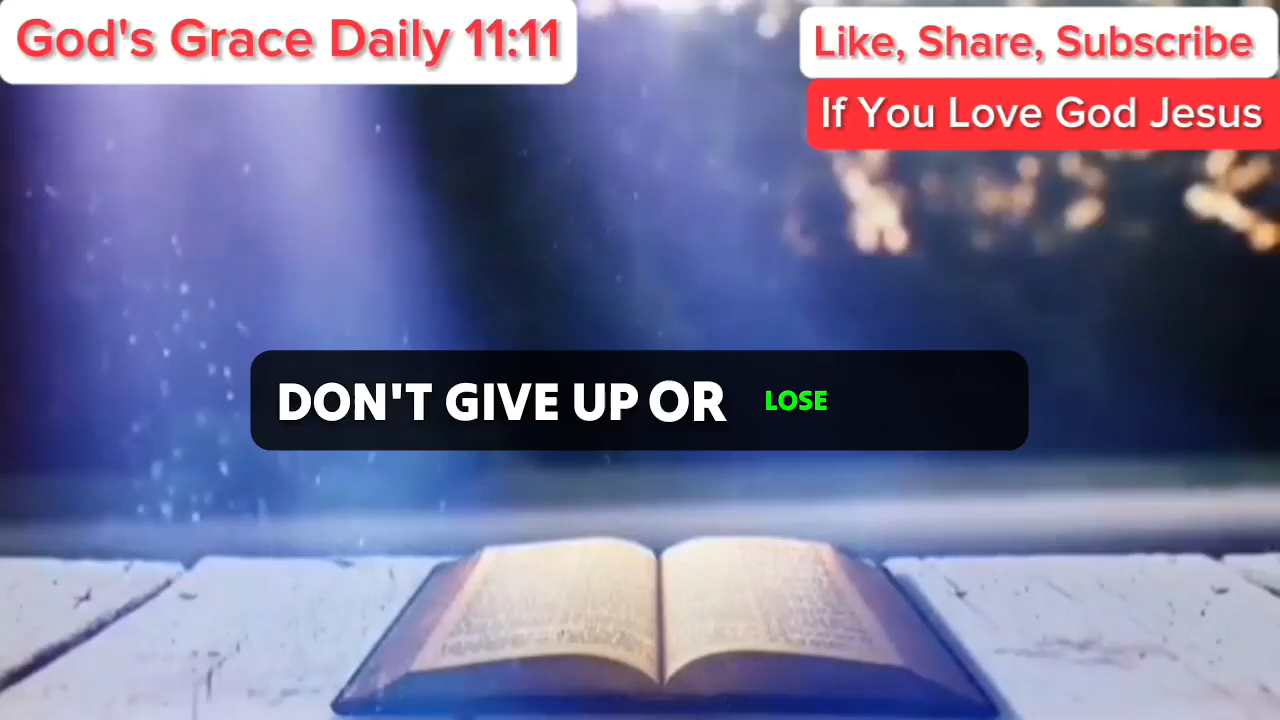 God's Grace Daily 11:11
Like, Share, Subscribe
If You Love God Jesus
DON'T GIVE UP OR LOSE